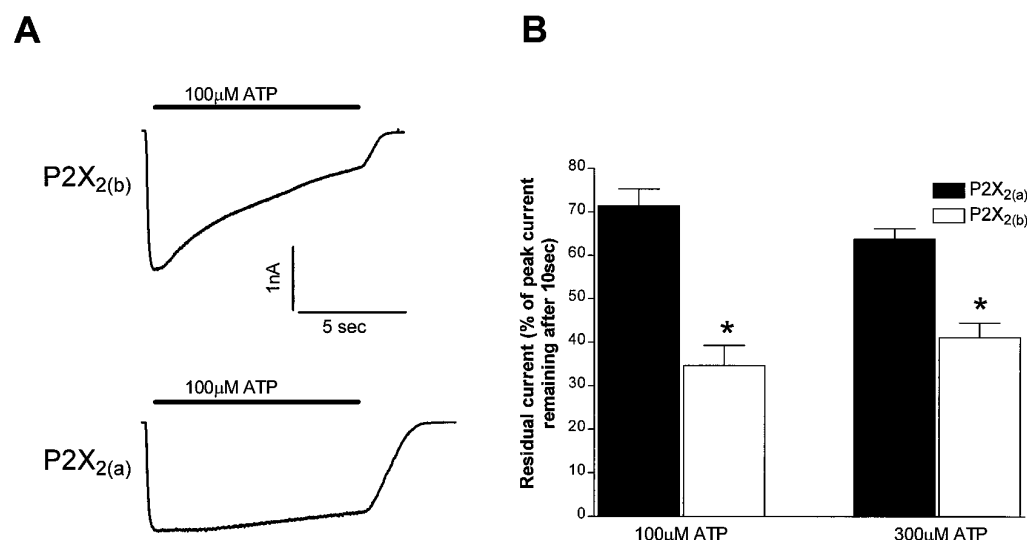 A
100μM ATP
P2X2(b)
1nA
5 sec
100μM ATP
P2X2(a)
B
Residual current (% of peak current
remaining after 10sec)
80
70
60
50
40
30
20
10
0
P2X2(a)
P2X2(b)
*
*
100μM ATP
300μM ATP